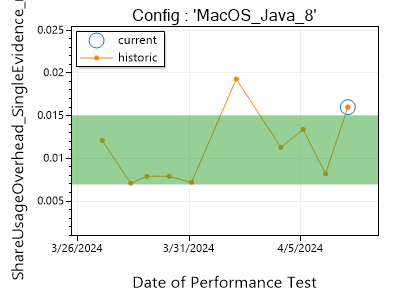 Config : 'MacOS_Java_8'
current
historic
0.025
0.02
0.015
0.01
0.005
ShareUsageOverhead_SingleEvidence_
3/26/2024
3/31/2024
4/5/2024
Date of Performance Test